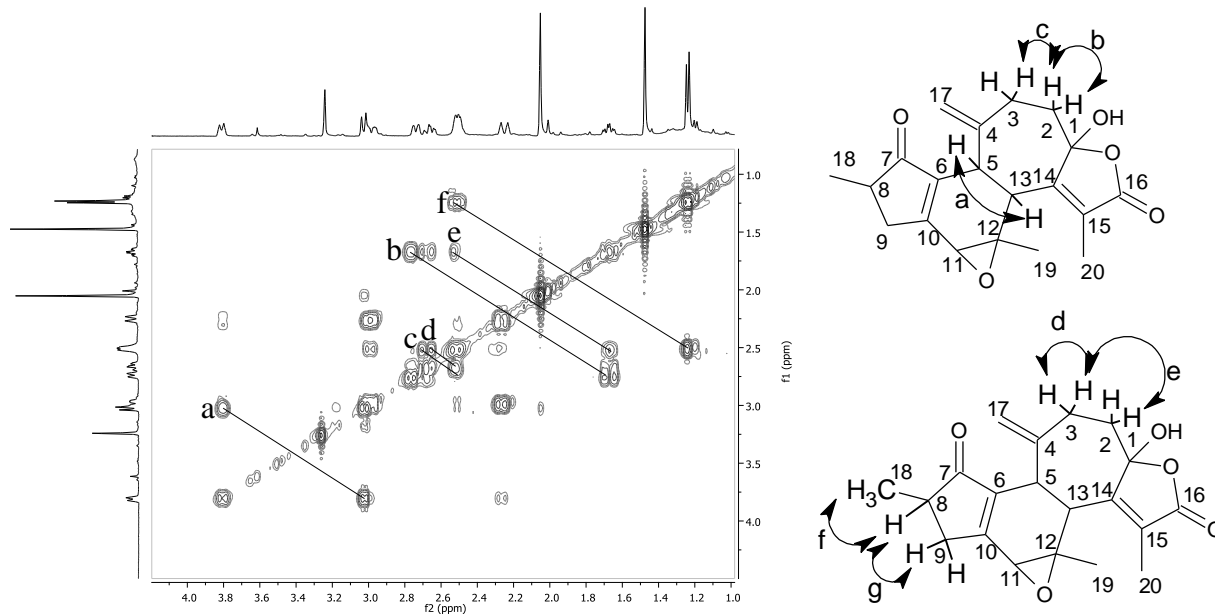 f
e
b
d
c
a
1.0
1.5
2.0
2.5
3.0
3.5
4.0
f1 (ppm)
4.0 3.8 3.6 3.4 3.2 3.0 2.8 2.6 2.4 2.2 2.0 1.8 1.6 1.4 1.2 1.0
f2 (ppm)
c
b
H H H H
17 3 2 1 OH
O 4 O
H
18 7 6 5 13 14 16
8 a H O
9 10 12 15
11 O 19 20
d
e
H H H H
17 3 2 1 OH
O 4 O
18 7 6 5 13 14 16
H3C 8 O
f H H 9 10 12 15
g H 11 O 19 20